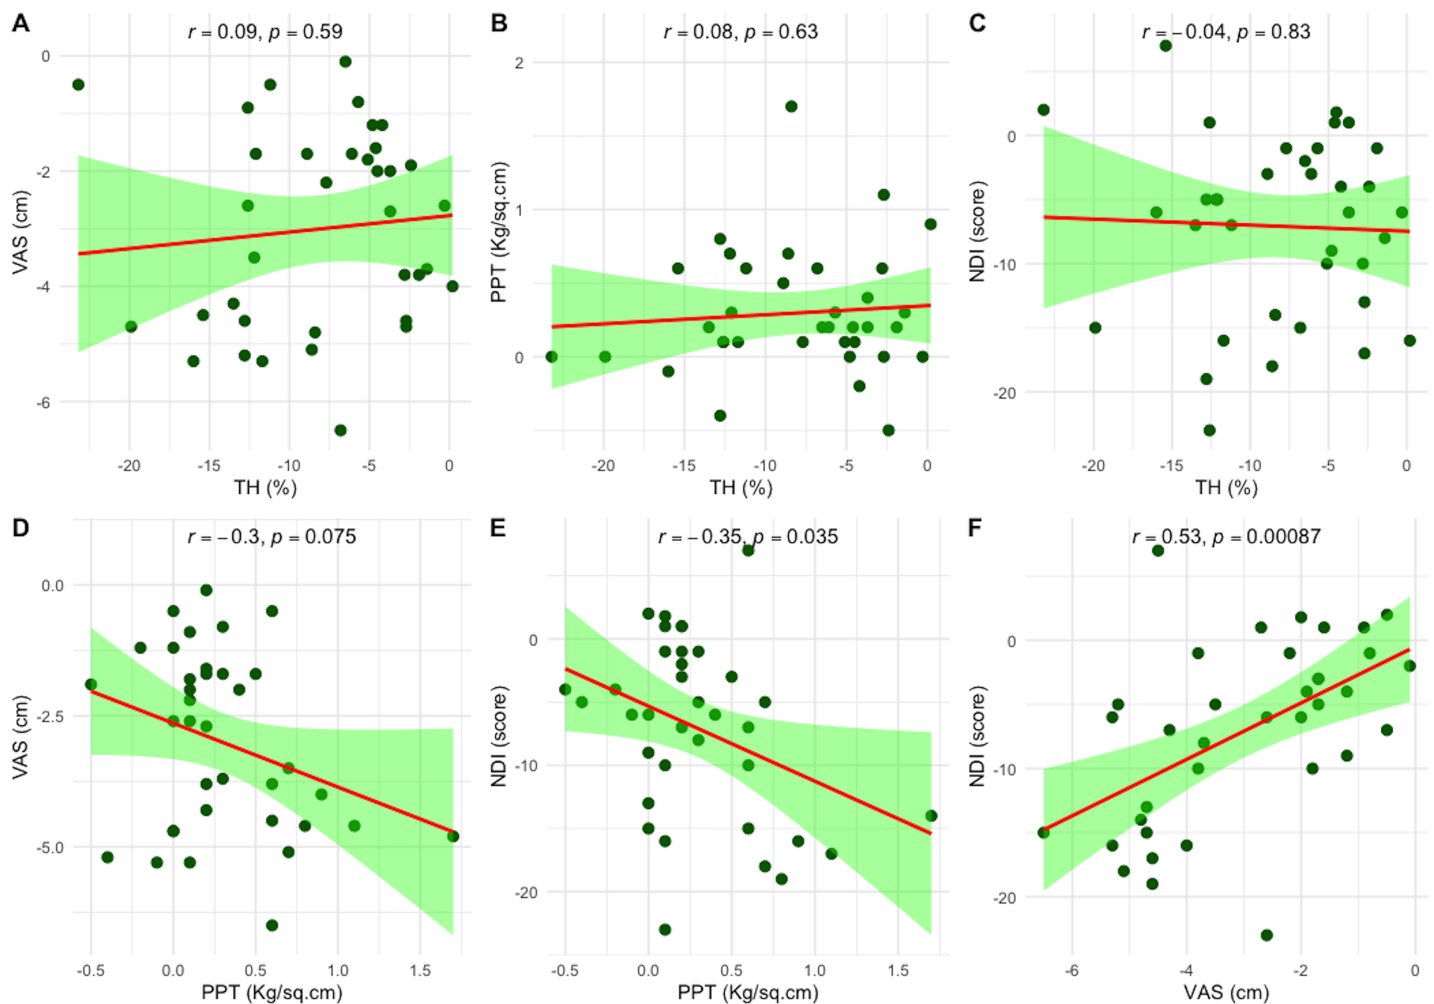 A
r = 0.09, p = 0.59
VAS (cm)
0
-2
-4
-6
-20 -15 -10 -5 0
TH (%)
B
r = 0.08, p = 0.63
PPT (Kg/sq.cm)
2
1
0
-20 -15 -10 -5 0
TH (%)
C
r = −0.04, p = 0.83
NDI (score)
0
-10
-20
-20 -15 -10 -5 0
TH (%)
D
r = −0.3, p = 0.075
VAS (cm)
0.0
-2.5
-5.0
-0.5 0.0 0.5 1.0 1.5
PPT (Kg/sq.cm)
E
r = −0.35, p = 0.035
NDI (score)
0
-10
-20
-0.5 0.0 0.5 1.0 1.5
PPT (Kg/sq.cm)
F
r = 0.53, p = 0.00087
NDI (score)
0
-10
-20
-6 -4 -2 0
VAS (cm)